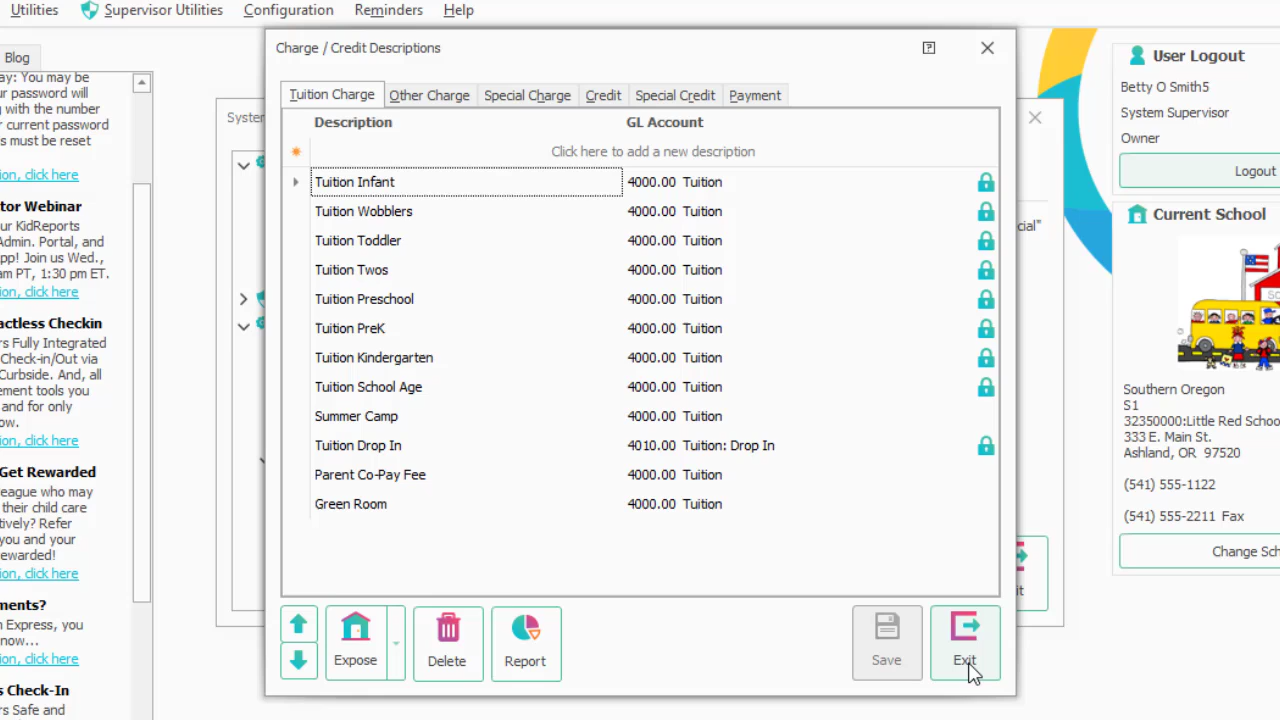 Utilities
Supervisor Utilities
Configuration
Reminders
Help
Blog
ay: You may be
ur password will
g with the number
r current password
s must be reset
ion, click here
tor Webinar
ur KidReports
Admin. Portal, and
pp! Join us Wed.,
am PT, 1:30 pm ET.
ion, click here
actless Checkin
rs Fully Integrated
Check-in/Out via
Curbside. And, all
ement tools you
and for only
ow.
ion, click here
Get Rewarded
league who may
their child care
tively? Refer
you and your
ewarded!
ion, click here
ments?
n Express, you
now...
ion, click here
s Check-In
rs Safe and
System
Charge / Credit Descriptions
Tuition Charge
Other Charge
Special Charge
Credit
Special Credit
Payment
Description GL Account
Click here to add a new description
Tuition Infant 4000.00 Tuition
Tuition Wobblers 4000.00 Tuition
Tuition Toddler 4000.00 Tuition
Tuition Twos 4000.00 Tuition
Tuition Preschool 4000.00 Tuition
Tuition PreK 4000.00 Tuition
Tuition Kindergarten 4000.00 Tuition
Tuition School Age 4000.00 Tuition
Summer Camp 4000.00 Tuition
Tuition Drop In 4010.00 Tuition: Drop In
Parent Co-Pay Fee 4000.00 Tuition
Green Room 4000.00 Tuition
Expose
Delete
Report
Save
Exit
cial"
it
User Logout
Betty O Smith5
System Supervisor
Owner
Logout
Current School
Southern Oregon
S1
32350000:Little Red Schoo
333 E. Main St.
Ashland, OR 97520
(541) 555-1122
(541) 555-2211 Fax
Change Sch